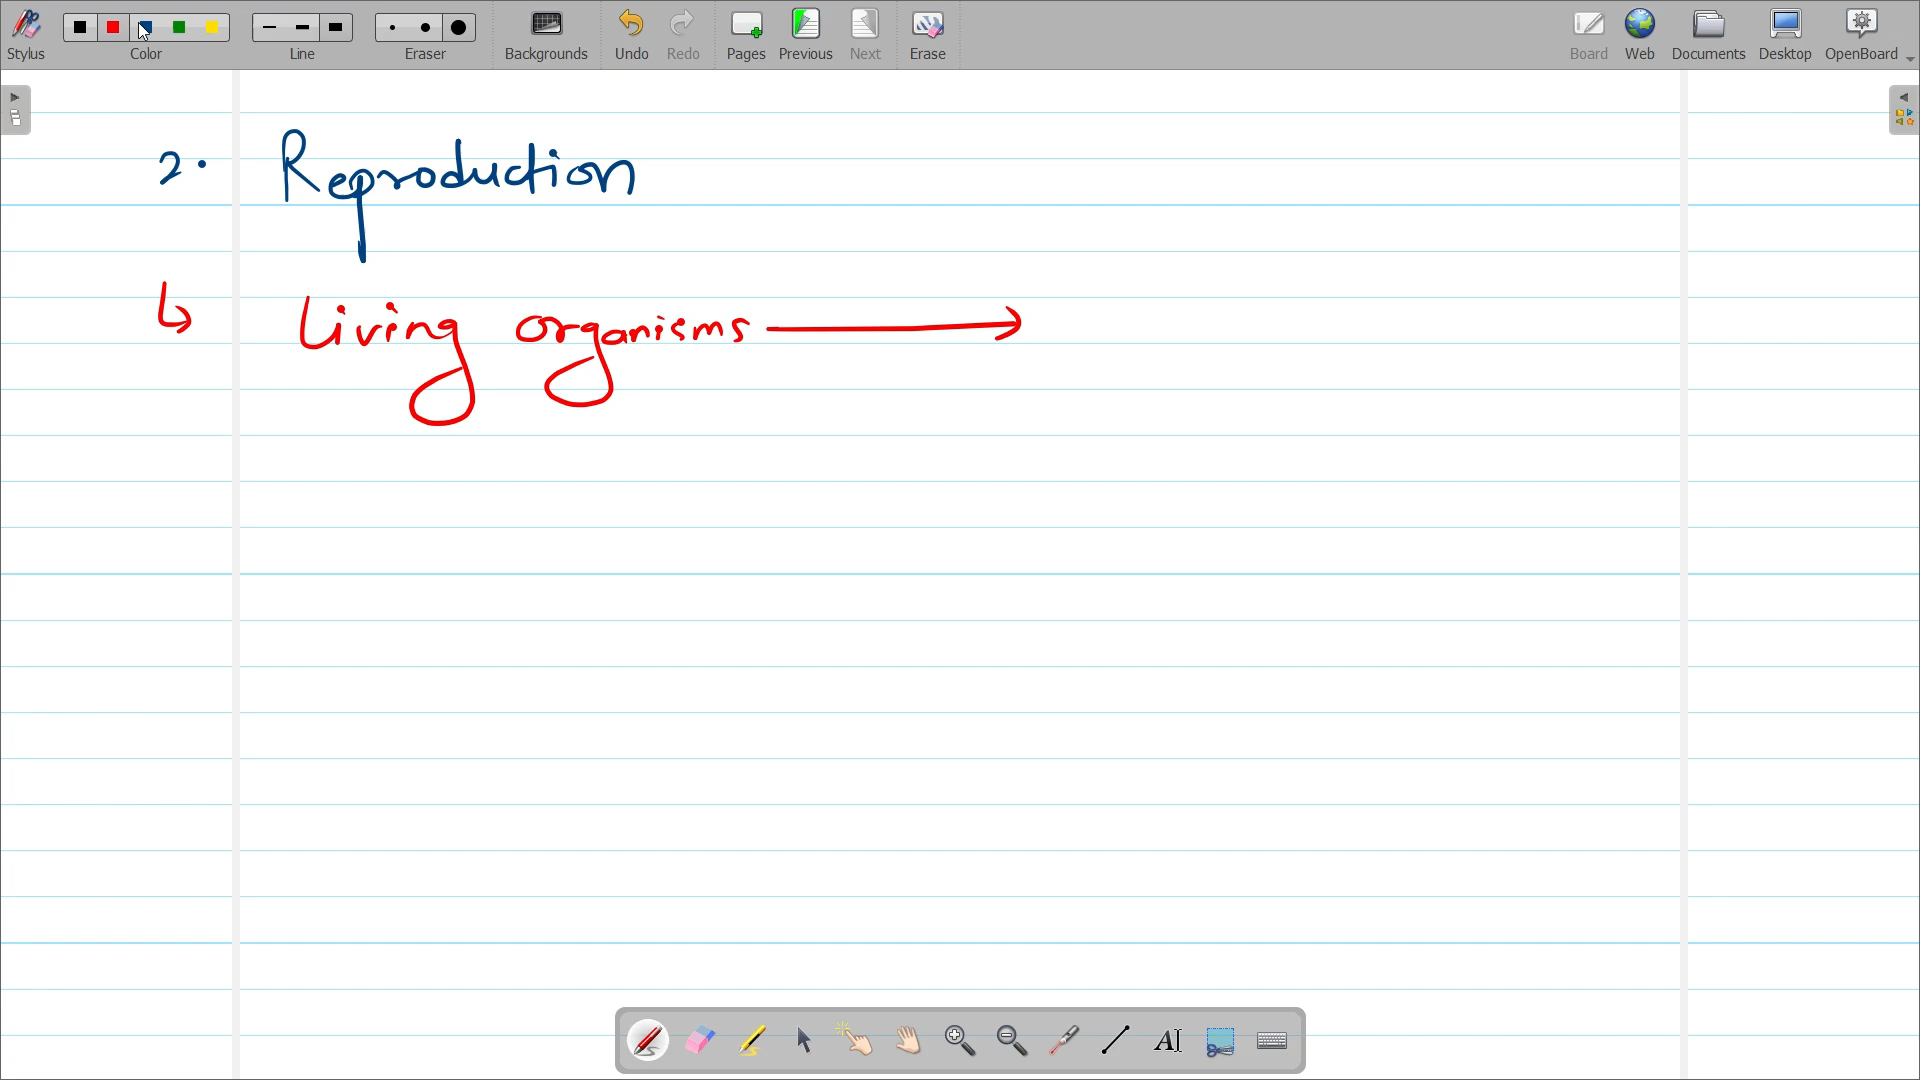 Stylus Color Line Eraser Backgrounds Undo Redo Pages Previous Next Erase Board Web Documents Desktop OpenBoard
2. Reproduction
↳ Living organisms ⟶
AI